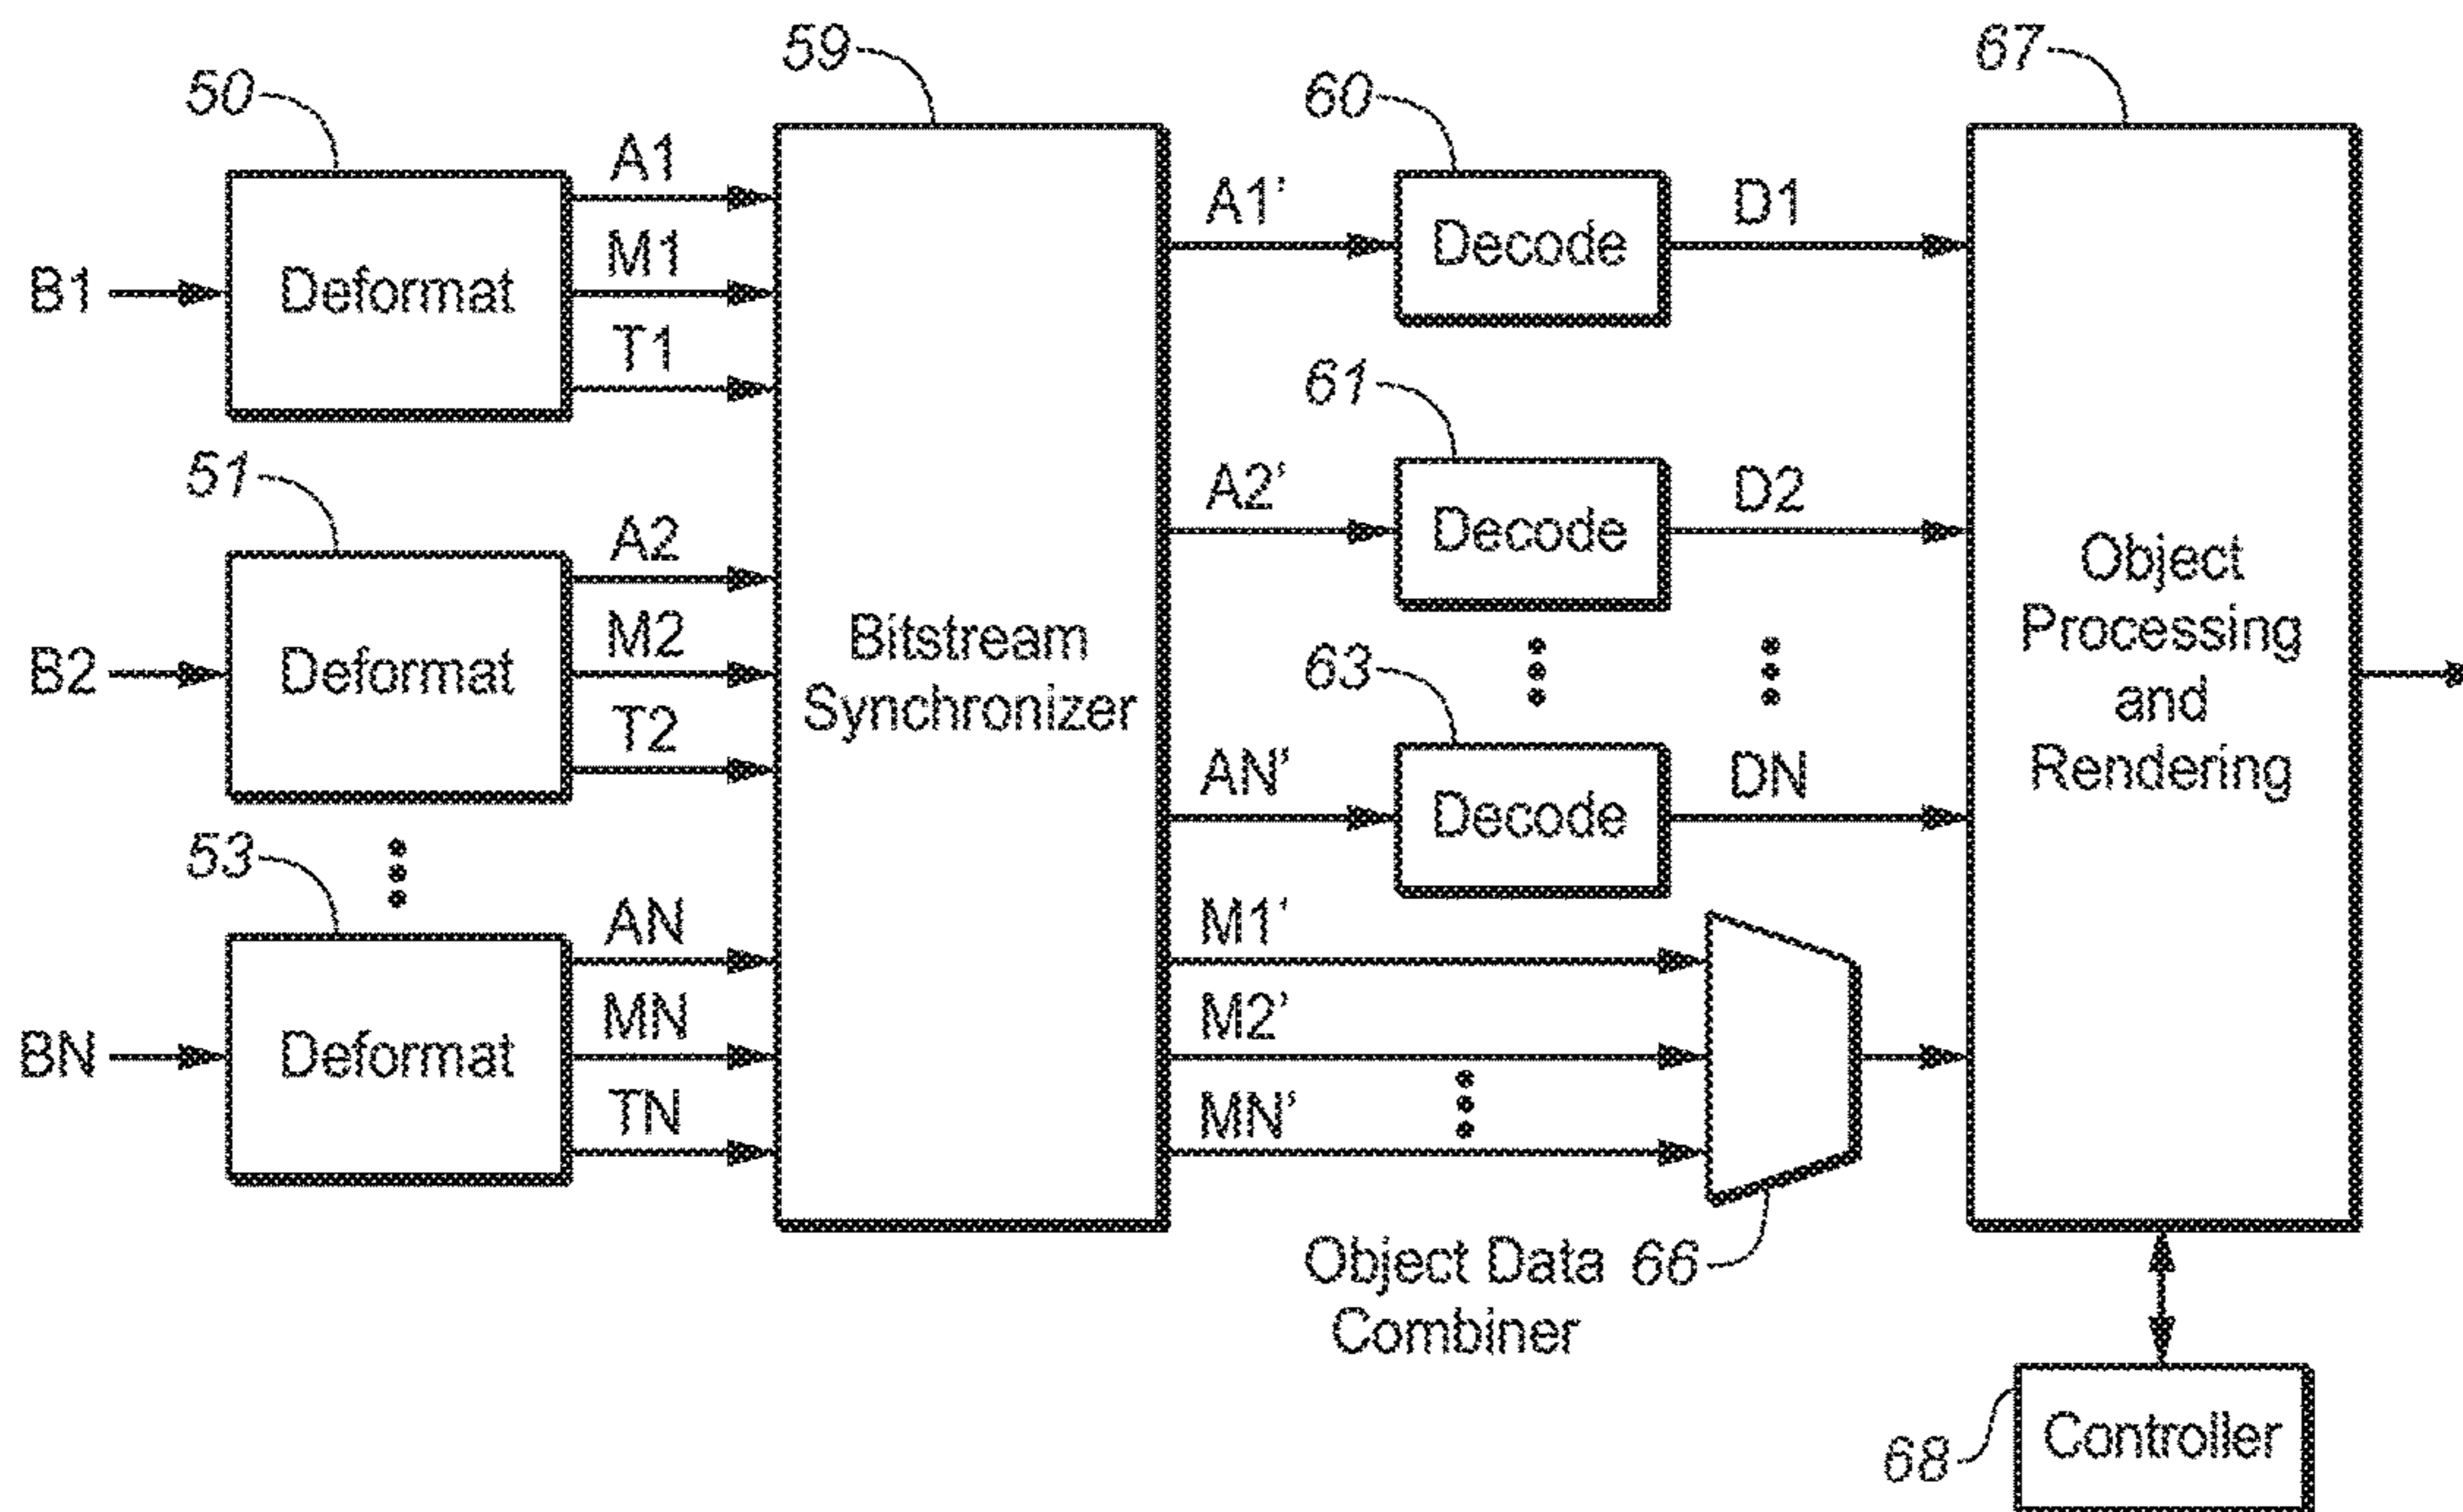 59
67
50
60
A1
A1’
D1
M1
Decode
B1
Deformat
T1
61
51
A2’
D2
A2
Decode
Object
Processing
and
Rendering
M2
Bitstream
Synchronizer
B2
Deformat
63
T2
AN’
DN
Decode
53
AN
M1’
MN
M2’
BN
Deformat
TN
MN’
Object Data 66
Combiner
Controller
68